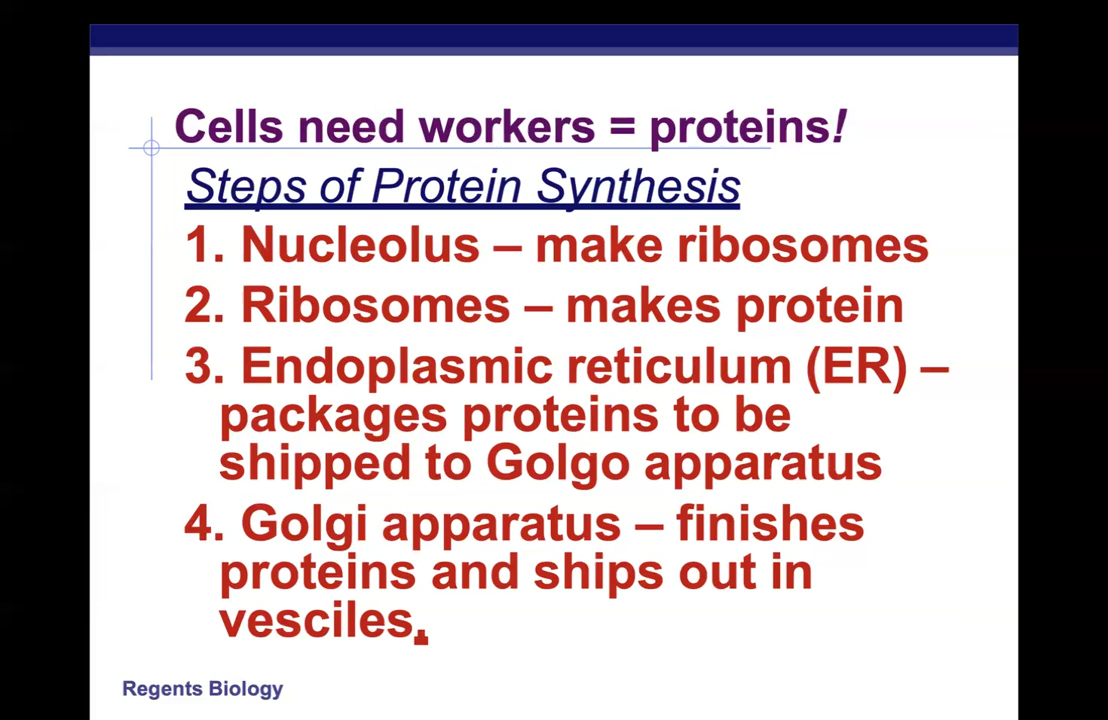 Cells need workers = proteins!
Steps of Protein Synthesis
1. Nucleolus – make ribosomes
2. Ribosomes – makes protein
3. Endoplasmic reticulum (ER) –
packages proteins to be
shipped to Golgo apparatus
4. Golgi apparatus – finishes
proteins and ships out in
vesciles.
Regents Biology